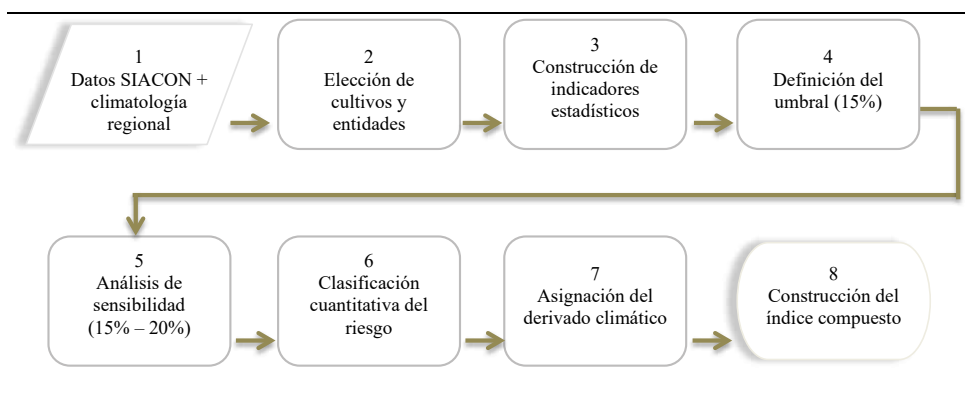 1
Datos SIACON +
climatología
regional
2
Elección de
cultivos y
entidades
3
Construcción de
indicadores
estadísticos
4
Definición del
umbral (15%)
5
Análisis de
sensibilidad
(15% – 20%)
6
Clasificación
cuantitativa del
riesgo
7
Asignación del
derivado climático
8
Construcción del
índice compuesto